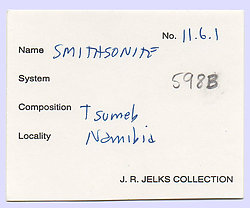 No. 11.6.1
Name SMITHSONITE
System
598B
Composition Tsumeb
Locality Namibia
J. R. JELKS COLLECTION